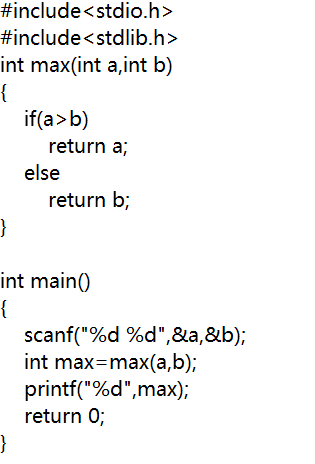 #include<stdio.h>
#include<stdlib.h>
int max(int a,int b)
{
    if(a>b)
        return a;
    else
        return b;
}

int main()
{
    scanf("%d %d",&a,&b);
    int max=max(a,b);
    printf("%d",max);
    return 0;
}